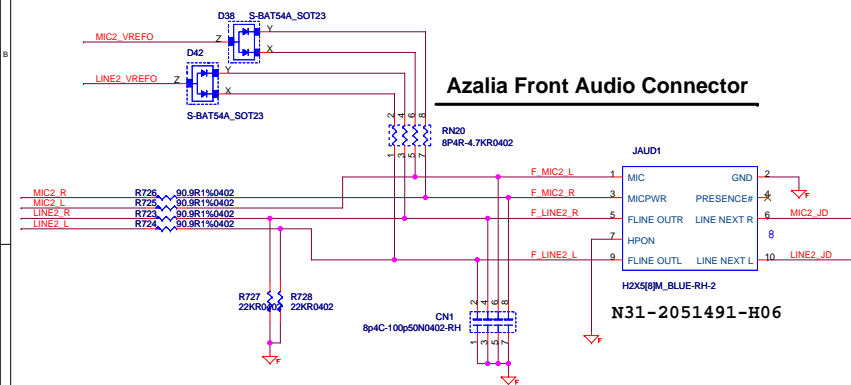 D38
S-BAT54A_SOT23
MIC2_VREFO
Z
Y
X
B
D42
LINE2_VREFO
Z
Y
X
S-BAT54A_SOT23
Azalia Front Audio Connector
2
4
6
8
RN20
8P4R-4.7KR0402
1
3
5
7
JAUD1
F_MIC2_L
1
MIC
GND
2
F
MIC2_R
R726
90.9R1%0402
F_MIC2_R
3
MICPWR
PRESENCE#
4
MIC2_L
R725
90.9R1%0402
LINE2_R
R723
90.9R1%0402
F_LINE2_R
5
FLINE OUTR
LINE NEXT R
6
MIC2_JD
LINE2_L
R724
90.9R1%0402
7
HPON
8
F_LINE2_L
9
FLINE OUTL
LINE NEXT L
10
LINE2_JD
H2X5[8]M_BLUE-RH-2
N31-2051491-H06
R727
22KR0402
R728
22KR0402
2
4
6
8
CN1
8p4C-100p50N0402-RH
1
3
5
7
F
F
F